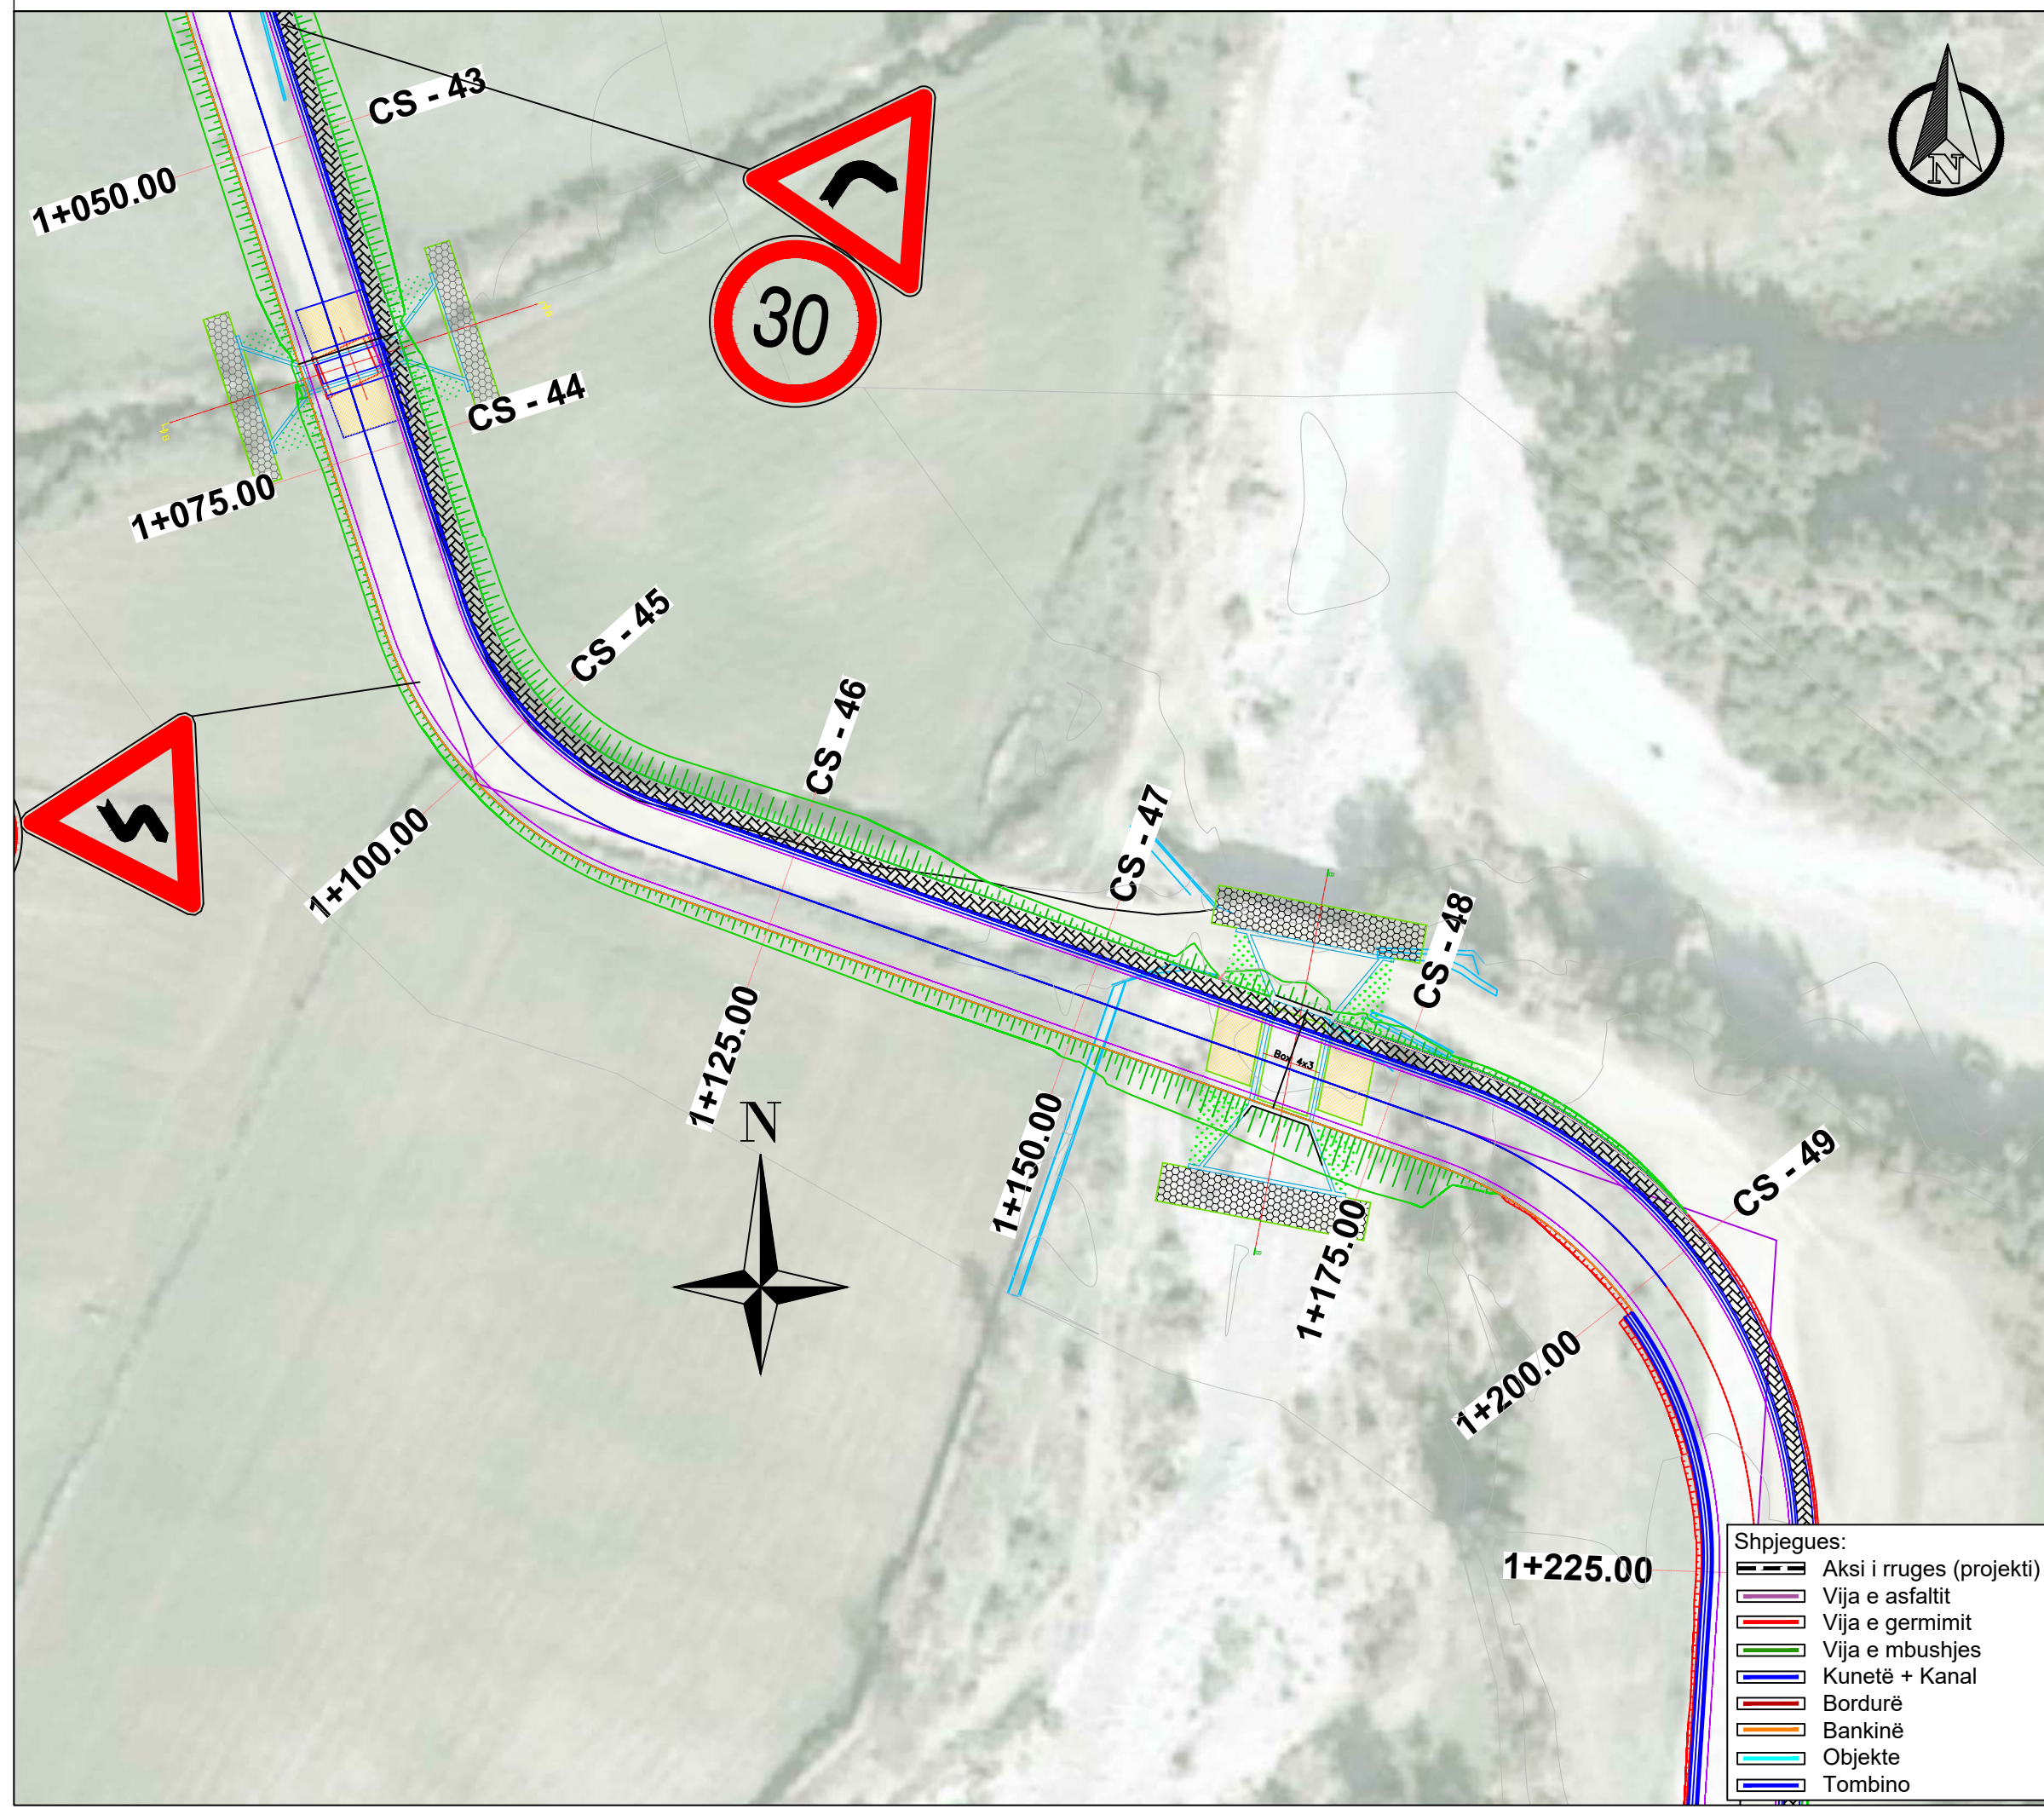 CS - 43
1+050.00
N
30
CS - 44
1+075.00
CS - 45
CS - 46
1+100.00
CS - 47
CS - 48
1+125.00
Box 4x3
N
1+150.00
CS - 49
1+175.00
1+200.00
1+225.00
Shpjegues:
Aksi i rruges (projekti)
Vija e asfaltit
Vija e germimit
Vija e mbushjes
Kunetë + Kanal
Bordurë
Bankinë
Objekte
Tombino